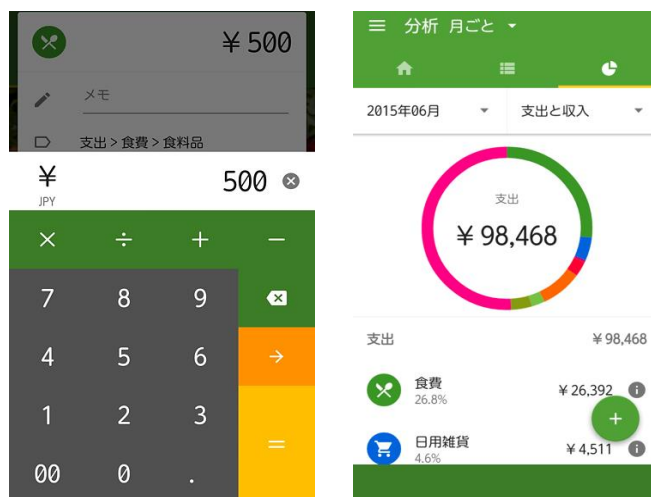 ¥ 500
メモ
支出 > 食費 > 食料品
¥
JPY
500
× ÷ + −
7 8 9
4 5 6 →
1 2 3
=
00 0 .
分析 月ごと
2015年06月
支出と収入
支出
¥ 98,468
支出 ¥ 98,468
食費 ¥ 26,392
26.8%
+
日用雑貨 ¥ 4,511
4.6%